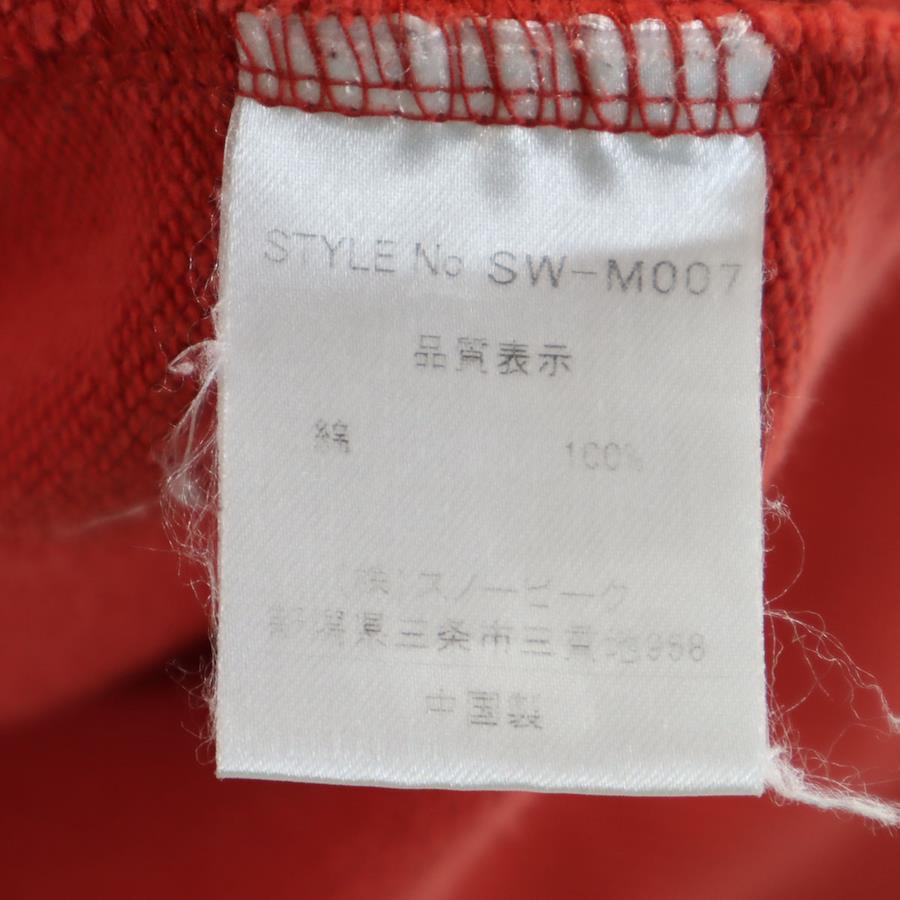 STYLE No SW-M007
品質表示
綿 100%
(株)スノーピーク
新潟県三条市三貫地958
中国製